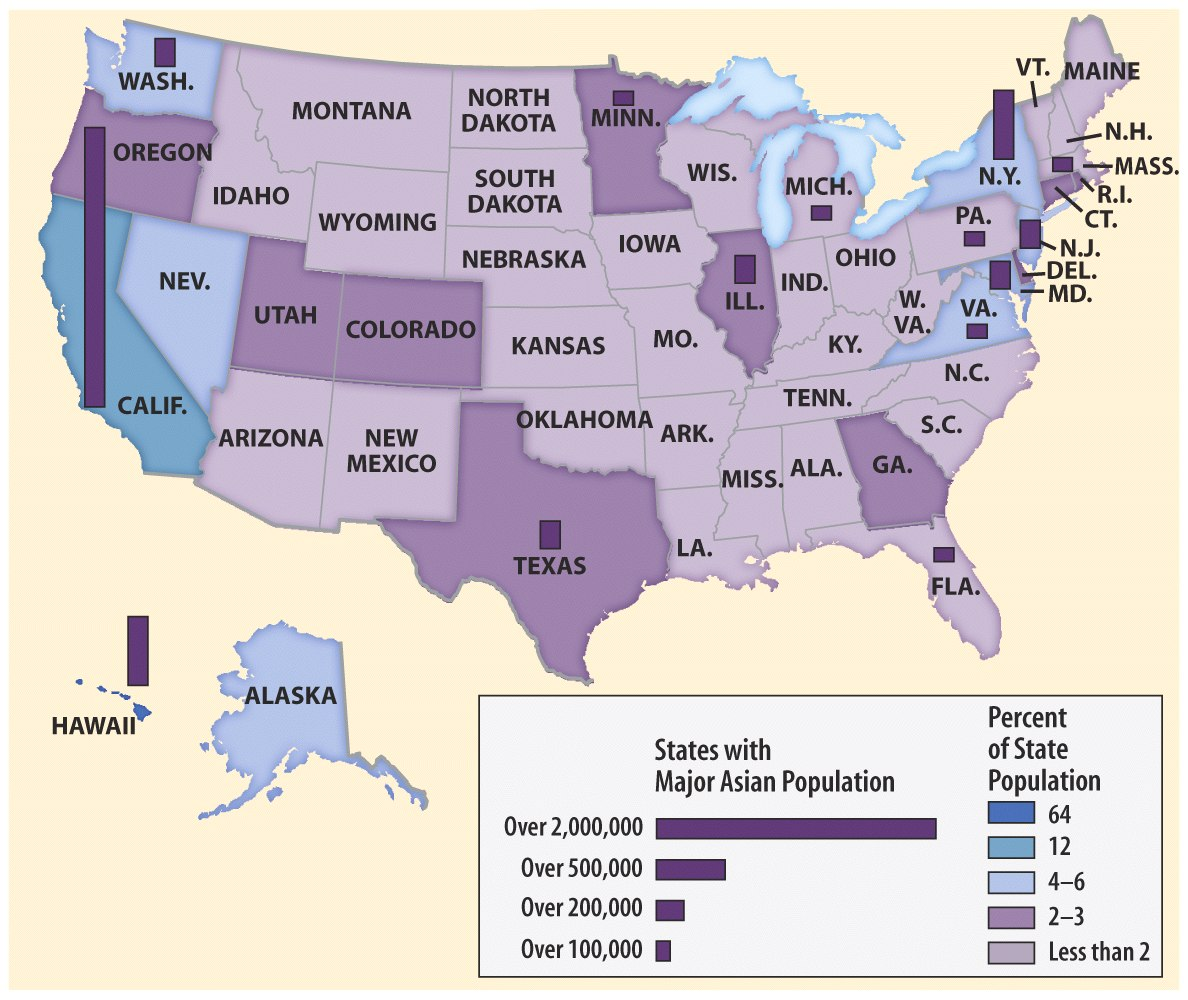 WASH.
MONTANA
NORTH
DAKOTA
MINN.
VT.
MAINE
OREGON
IDAHO
WYOMING
SOUTH
DAKOTA
WIS.
MICH.
N.Y.
N.H.
MASS.
R.I.
CT.
NEV.
UTAH
COLORADO
NEBRASKA
IOWA
ILL.
IND.
OHIO
PA.
N.J.
DEL.
MD.
W.
VA.
VA.
CALIF.
KANSAS
MO.
KY.
N.C.
TENN.
S.C.
ARIZONA
NEW
MEXICO
OKLAHOMA
ARK.
MISS.
ALA.
GA.
TEXAS
LA.
FLA.
HAWAII
ALASKA
States with
Major Asian Population
Over 2,000,000
Over 500,000
Over 200,000
Over 100,000
Percent
of State
Population
64
12
4–6
2–3
Less than 2